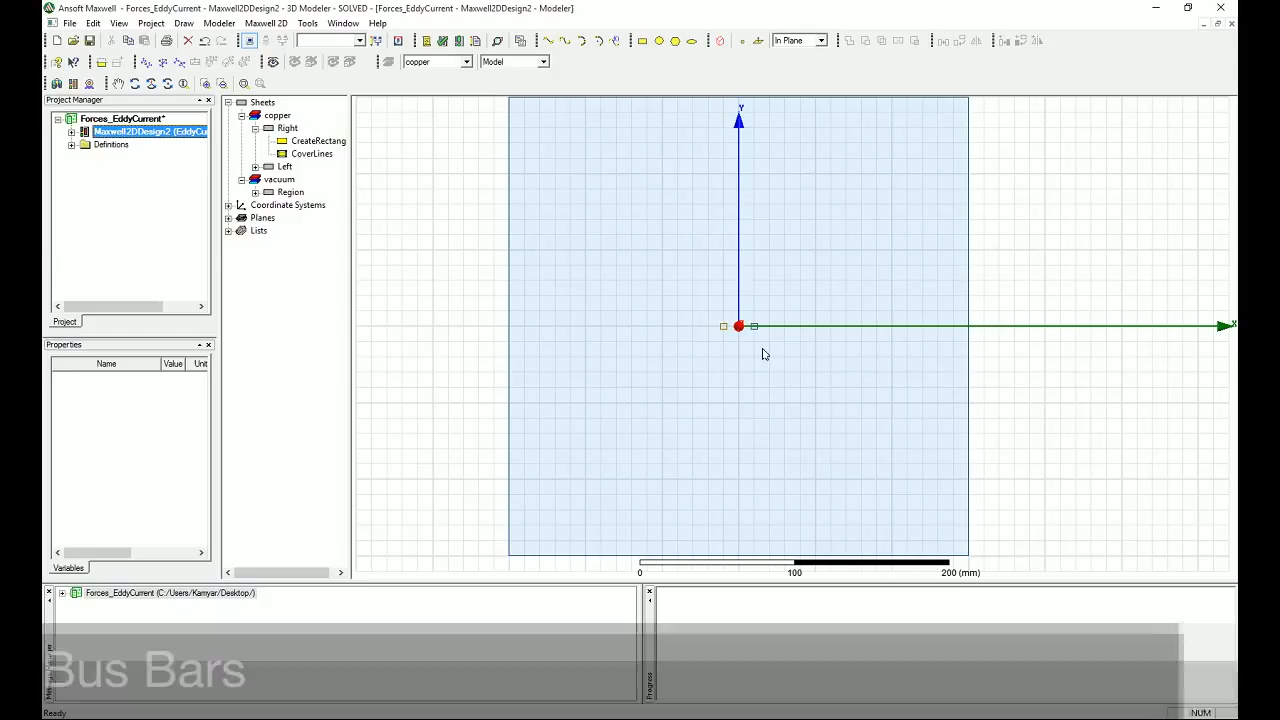 Ansoft Maxwell - Forces_EddyCurrent - Maxwell2DDesign2 - 3D Modeler - SOLVED - [Forces_EddyCurrent - Maxwell2DDesign2 - Modeler]
File Edit View Project Draw Modeler Maxwell 2D Tools Window Help
In Plane
copper Model
Project Manager
Forces_EddyCurrent*
Maxwell2DDesign2 (EddyCu
Definitions
Project
Properties
Name Value Unit
Variables
Sheets
copper
Right
CreateRectang
CoverLines
Left
vacuum
Region
Coordinate Systems
Planes
Lists
Y
X
0 100 200 (mm)
Forces_EddyCurrent (C:/Users/Kamyar/Desktop/)
Progress
Bus Bars
Ready NUM